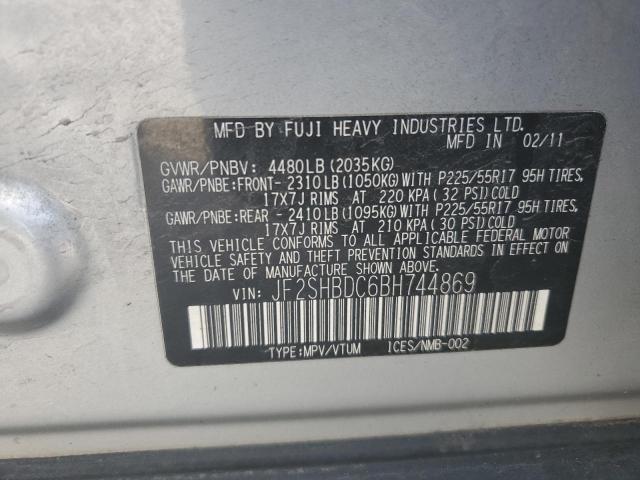 MFD BY FUJI HEAVY INDUSTRIES LTD.
MFD IN 02/11
GVWR/PNBV: 4480LB (2035KG)
GAWR/PNBE:FRONT- 2310LB (1050KG) WITH P225/55R17 95H TIRES,
17X7J RIMS AT 220 KPA (32 PSI) COLD
GAWR/PNBE:REAR - 2410LB (1095KG) WITH P225/55R17 95H TIRES,
17X7J RIMS AT 210 KPA (30 PSI) COLD
THIS VEHICLE CONFORMS TO ALL APPLICABLE FEDERAL MOTOR
VEHICLE SAFETY AND THEFT PREVENTION STANDARDS IN EFFECT ON
THE DATE OF MANUFACTURE SHOWN ABOVE.
VIN: JF2SHBDC6BH744869
TYPE:MPV/VTUM ICES/NMB-002